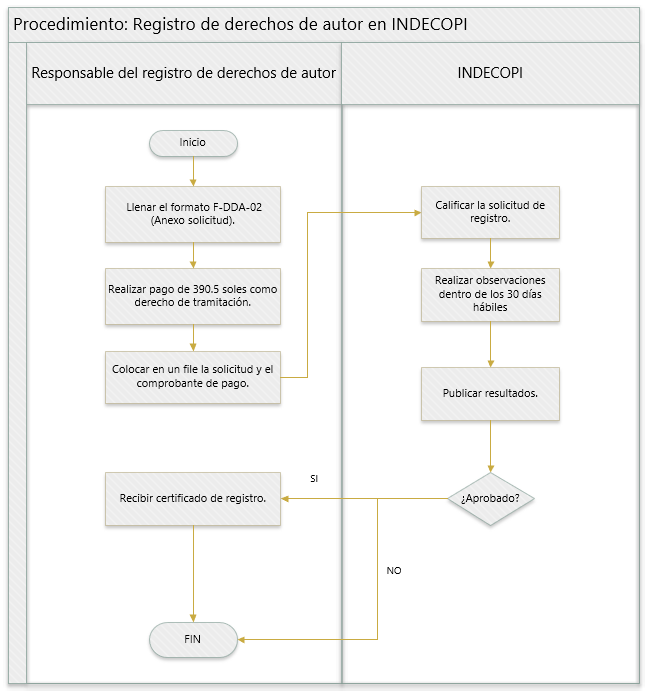 Procedimiento: Registro de derechos de autor en INDECOPI
Responsable del registro de derechos de autor
INDECOPI
Inicio
Llenar el formato F-DDA-02
(Anexo solicitud).
Realizar pago de 390.5 soles como
derecho de tramitación.
Colocar en un file la solicitud y el
comprobante de pago.
Calificar la solicitud de
registro.
Realizar observaciones
dentro de los 30 días
hábiles
Publicar resultados.
¿Aprobado?
SI
Recibir certificado de registro.
NO
FIN